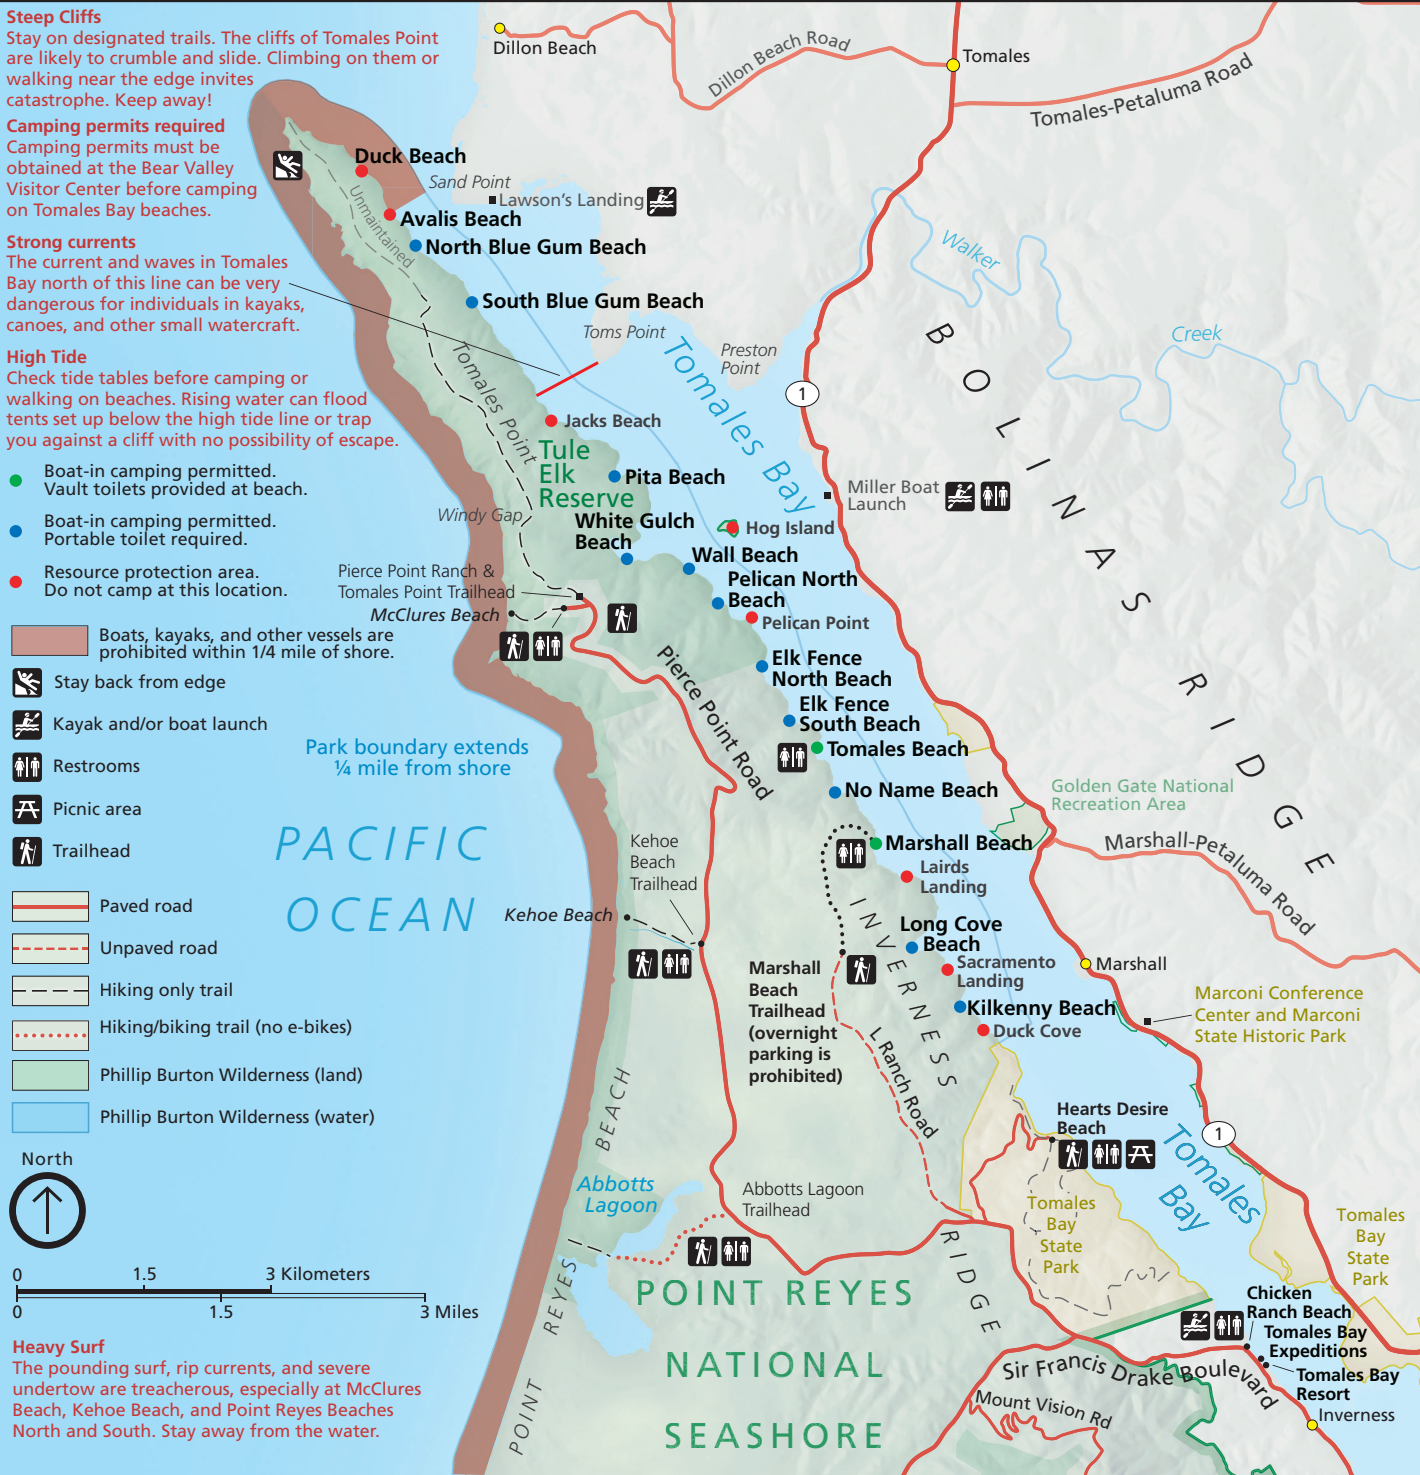 Steep Cliffs
Stay on designated trails. The cliffs of Tomales Point
are likely to crumble and slide. Climbing on them or
walking near the edge invites
catastrophe. Keep away!
Camping permits required
Camping permits must be
obtained at the Bear Valley
Visitor Center before camping
on Tomales Bay beaches.
Strong currents
The current and waves in Tomales
Bay north of this line can be very
dangerous for individuals in kayaks,
canoes, and other small watercraft.
High Tide
Check tide tables before camping or
walking on beaches. Rising water can flood
tents set up below the high tide line or trap
you against a cliff with no possibility of escape.
Boat-in camping permitted.
Vault toilets provided at beach.
Boat-in camping permitted.
Portable toilet required.
Resource protection area.
Do not camp at this location.
Boats, kayaks, and other vessels are
prohibited within 1/4 mile of shore.
Stay back from edge
Kayak and/or boat launch
Restrooms
Picnic area
Trailhead
Paved road
Unpaved road
Hiking only trail
Hiking/biking trail (no e-bikes)
Phillip Burton Wilderness (land)
Phillip Burton Wilderness (water)
North
0 1.5 3 Kilometers
0 1.5 3 Miles
Heavy Surf
The pounding surf, rip currents, and severe
undertow are treacherous, especially at McClures
Beach, Kehoe Beach, and Point Reyes Beaches
North and South. Stay away from the water.
Dillon Beach
Dillon Beach Road
Tomales
Tomales-Petaluma Road
Duck Beach
Sand Point
Lawson's Landing
Unmaintained
Avalis Beach
North Blue Gum Beach
South Blue Gum Beach
Toms Point
Preston
Point
Walker
Creek
Tomales Bay
1
BOLINAS RIDGE
Tomales Point
Jacks Beach
Tule
Elk
Reserve
Pita Beach
Windy Gap
White Gulch
Beach
Hog Island
Miller Boat
Launch
Wall Beach
Pierce Point Ranch &
Tomales Point Trailhead
McClures Beach
Pelican North
Beach
Pelican Point
Pierce Point Road
Elk Fence
North Beach
Elk Fence
South Beach
Tomales Beach
Park boundary extends
¼ mile from shore
No Name Beach
Golden Gate National
Recreation Area
Marshall-Petaluma Road
PACIFIC
OCEAN
Kehoe
Beach
Trailhead
Marshall Beach
Lairds
Landing
Kehoe Beach
INVERNESS
RIDGE
Long Cove
Beach
Marshall
Beach
Trailhead
(overnight
parking is
prohibited)
Sacramento
Landing
Marshall
Kilkenny Beach
Duck Cove
Marconi Conference
Center and Marconi
State Historic Park
L Ranch Road
POINT REYES BEACH
Hearts Desire
Beach
1
Tomales
Bay
Abbotts
Lagoon
Abbotts Lagoon
Trailhead
Tomales
Bay
State
Park
Tomales
Bay
State
Park
POINT REYES
NATIONAL
SEASHORE
Chicken
Ranch Beach
Tomales Bay
Expeditions
Tomales Bay
Resort
Sir Francis Drake Boulevard
Mount Vision Rd
Inverness